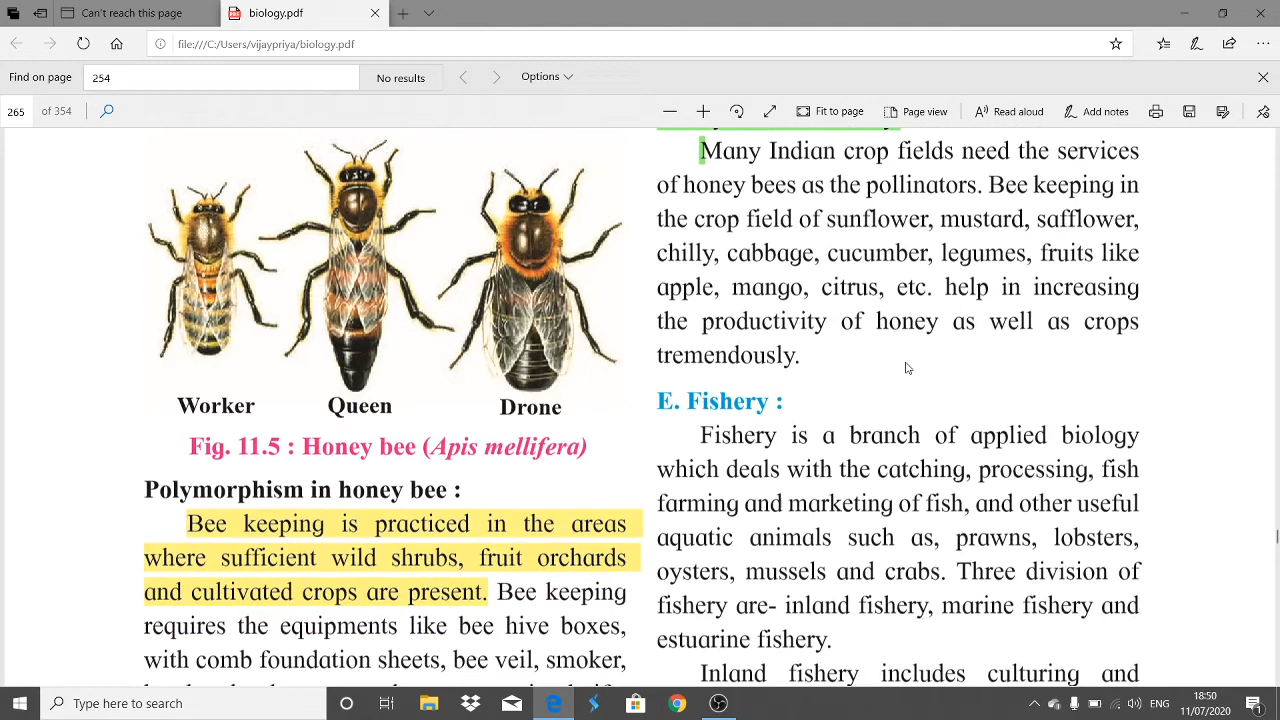 biology.pdf
file:///C:/Users/vijaypriya/biology.pdf
Find on page
254
No results
Options
265
of 354
Fit to page
Page view
Read aloud
Add notes
Worker
Queen
Drone
Fig. 11.5 : Honey bee (Apis mellifera)
Polymorphism in honey bee :
Bee keeping is practiced in the areas
where sufficient wild shrubs, fruit orchards
and cultivated crops are present. Bee keeping
requires the equipments like bee hive boxes,
with comb foundation sheets, bee veil, smoker,
Many Indian crop fields need the services
of honey bees as the pollinators. Bee keeping in
the crop field of sunflower, mustard, safflower,
chilly, cabbage, cucumber, legumes, fruits like
apple, mango, citrus, etc. help in increasing
the productivity of honey as well as crops
tremendously.
E. Fishery :
Fishery is a branch of applied biology
which deals with the catching, processing, fish
farming and marketing of fish, and other useful
aquatic animals such as, prawns, lobsters,
oysters, mussels and crabs. Three division of
fishery are- inland fishery, marine fishery and
estuarine fishery.
Inland fishery includes culturing and
Type here to search
ENG
18:50
11/07/2020